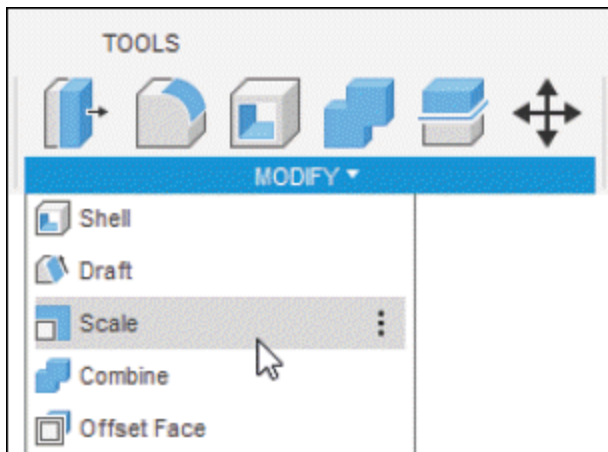 TOOLS
MODIFY
Shell
Draft
Scale
Combine
Offset Face